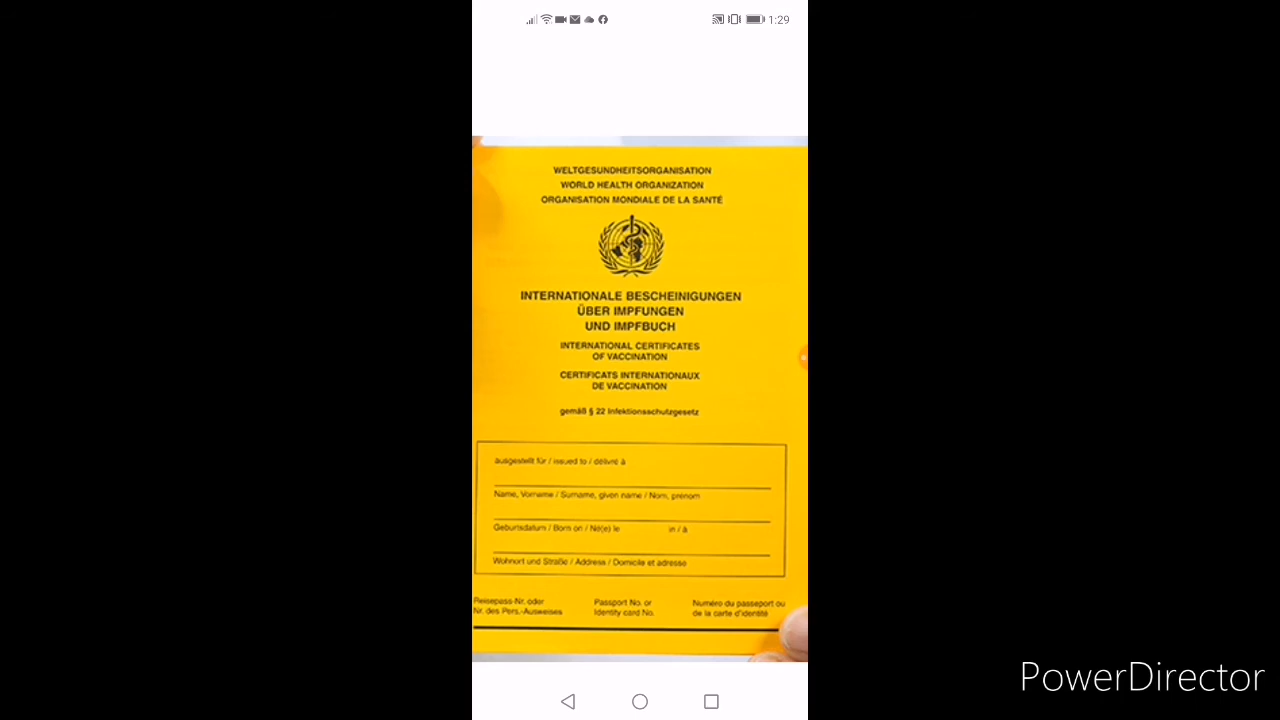 1:29
WELTGESUNDHEITSORGANISATION
WORLD HEALTH ORGANIZATION
ORGANISATION MONDIALE DE LA SANTÉ
INTERNATIONALE BESCHEINIGUNGEN
ÜBER IMPFUNGEN
UND IMPFBUCH
INTERNATIONAL CERTIFICATES
OF VACCINATION
CERTIFICATS INTERNATIONAUX
DE VACCINATION
gemäß § 22 Infektionsschutzgesetz
ausgestellt für / issued to / délivré à
Name, Vorname / Surname, given name / Nom, prénom
Geburtsdatum / Born on / Né(e) le in / à
Wohnort und Straße / Address / Domicile et adresse
Reisepass-Nr. oder
Nr. des Pers.-Ausweises
Passport No. or
Identity card No.
Numéro du passeport ou
de la carte d'identité
PowerDirector